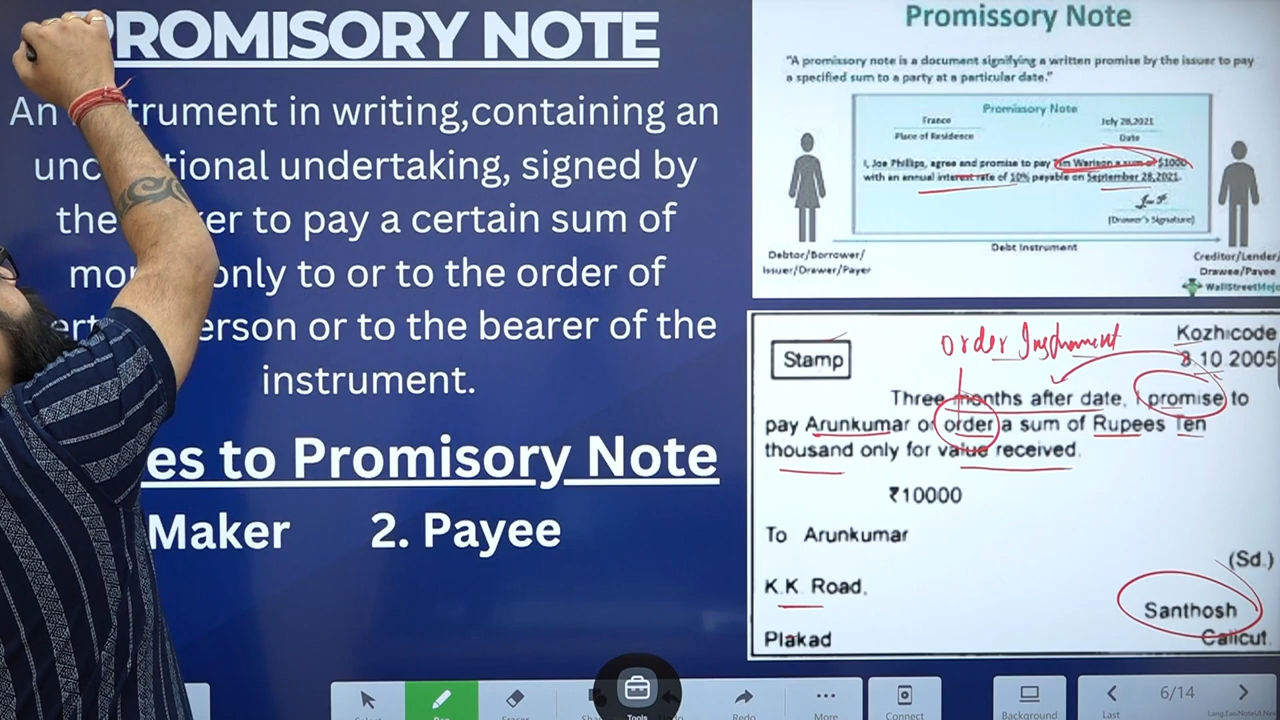 PROMISORY NOTE
An trument in writing,containing an
unc tional undertaking, signed by
the er to pay a certain sum of
mo only to or to the order of
ert erson or to the bearer of the
instrument.
es to Promisory Note
Maker 2. Payee
Promissory Note
"A promissory note is a document signifying a written promise by the issuer to pay
a specified sum to a party at a particular date."
Promissory Note
France July 28,2021
Place of Residence Date
I, Joe Phillips, agree and promise to pay Tim Warison a sum of $1000
with an annual interest rate of 10% payable on September 28,2021.
(Drawer's Signature)
Debt Instrument
Debtor/Borrower/
Issuer/Drawer/Payer
Creditor/Lender/
Drawee/Payee
WallStreetMojo
order Instrument
Stamp
Kozhicode
3.10 2005
Three months after date, I promise to
pay Arunkumar or order a sum of Rupees Ten
thousand only for value received.
₹10000
To Arunkumar
(Sd.)
K.K. Road,
Santhosh
Plakad
Calicut.
Select Pen Eraser Tools Undo Redo More Connect Background Last 6/14 Next